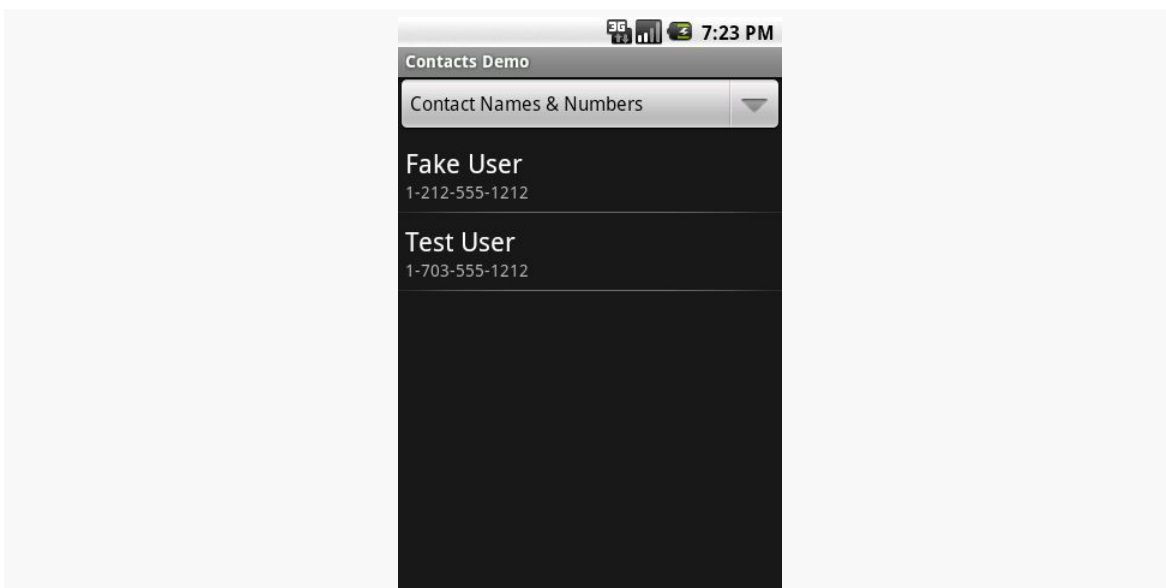 3G 7:23 PM
Contacts Demo
Contact Names & Numbers
Fake User
1-212-555-1212
Test User
1-703-555-1212